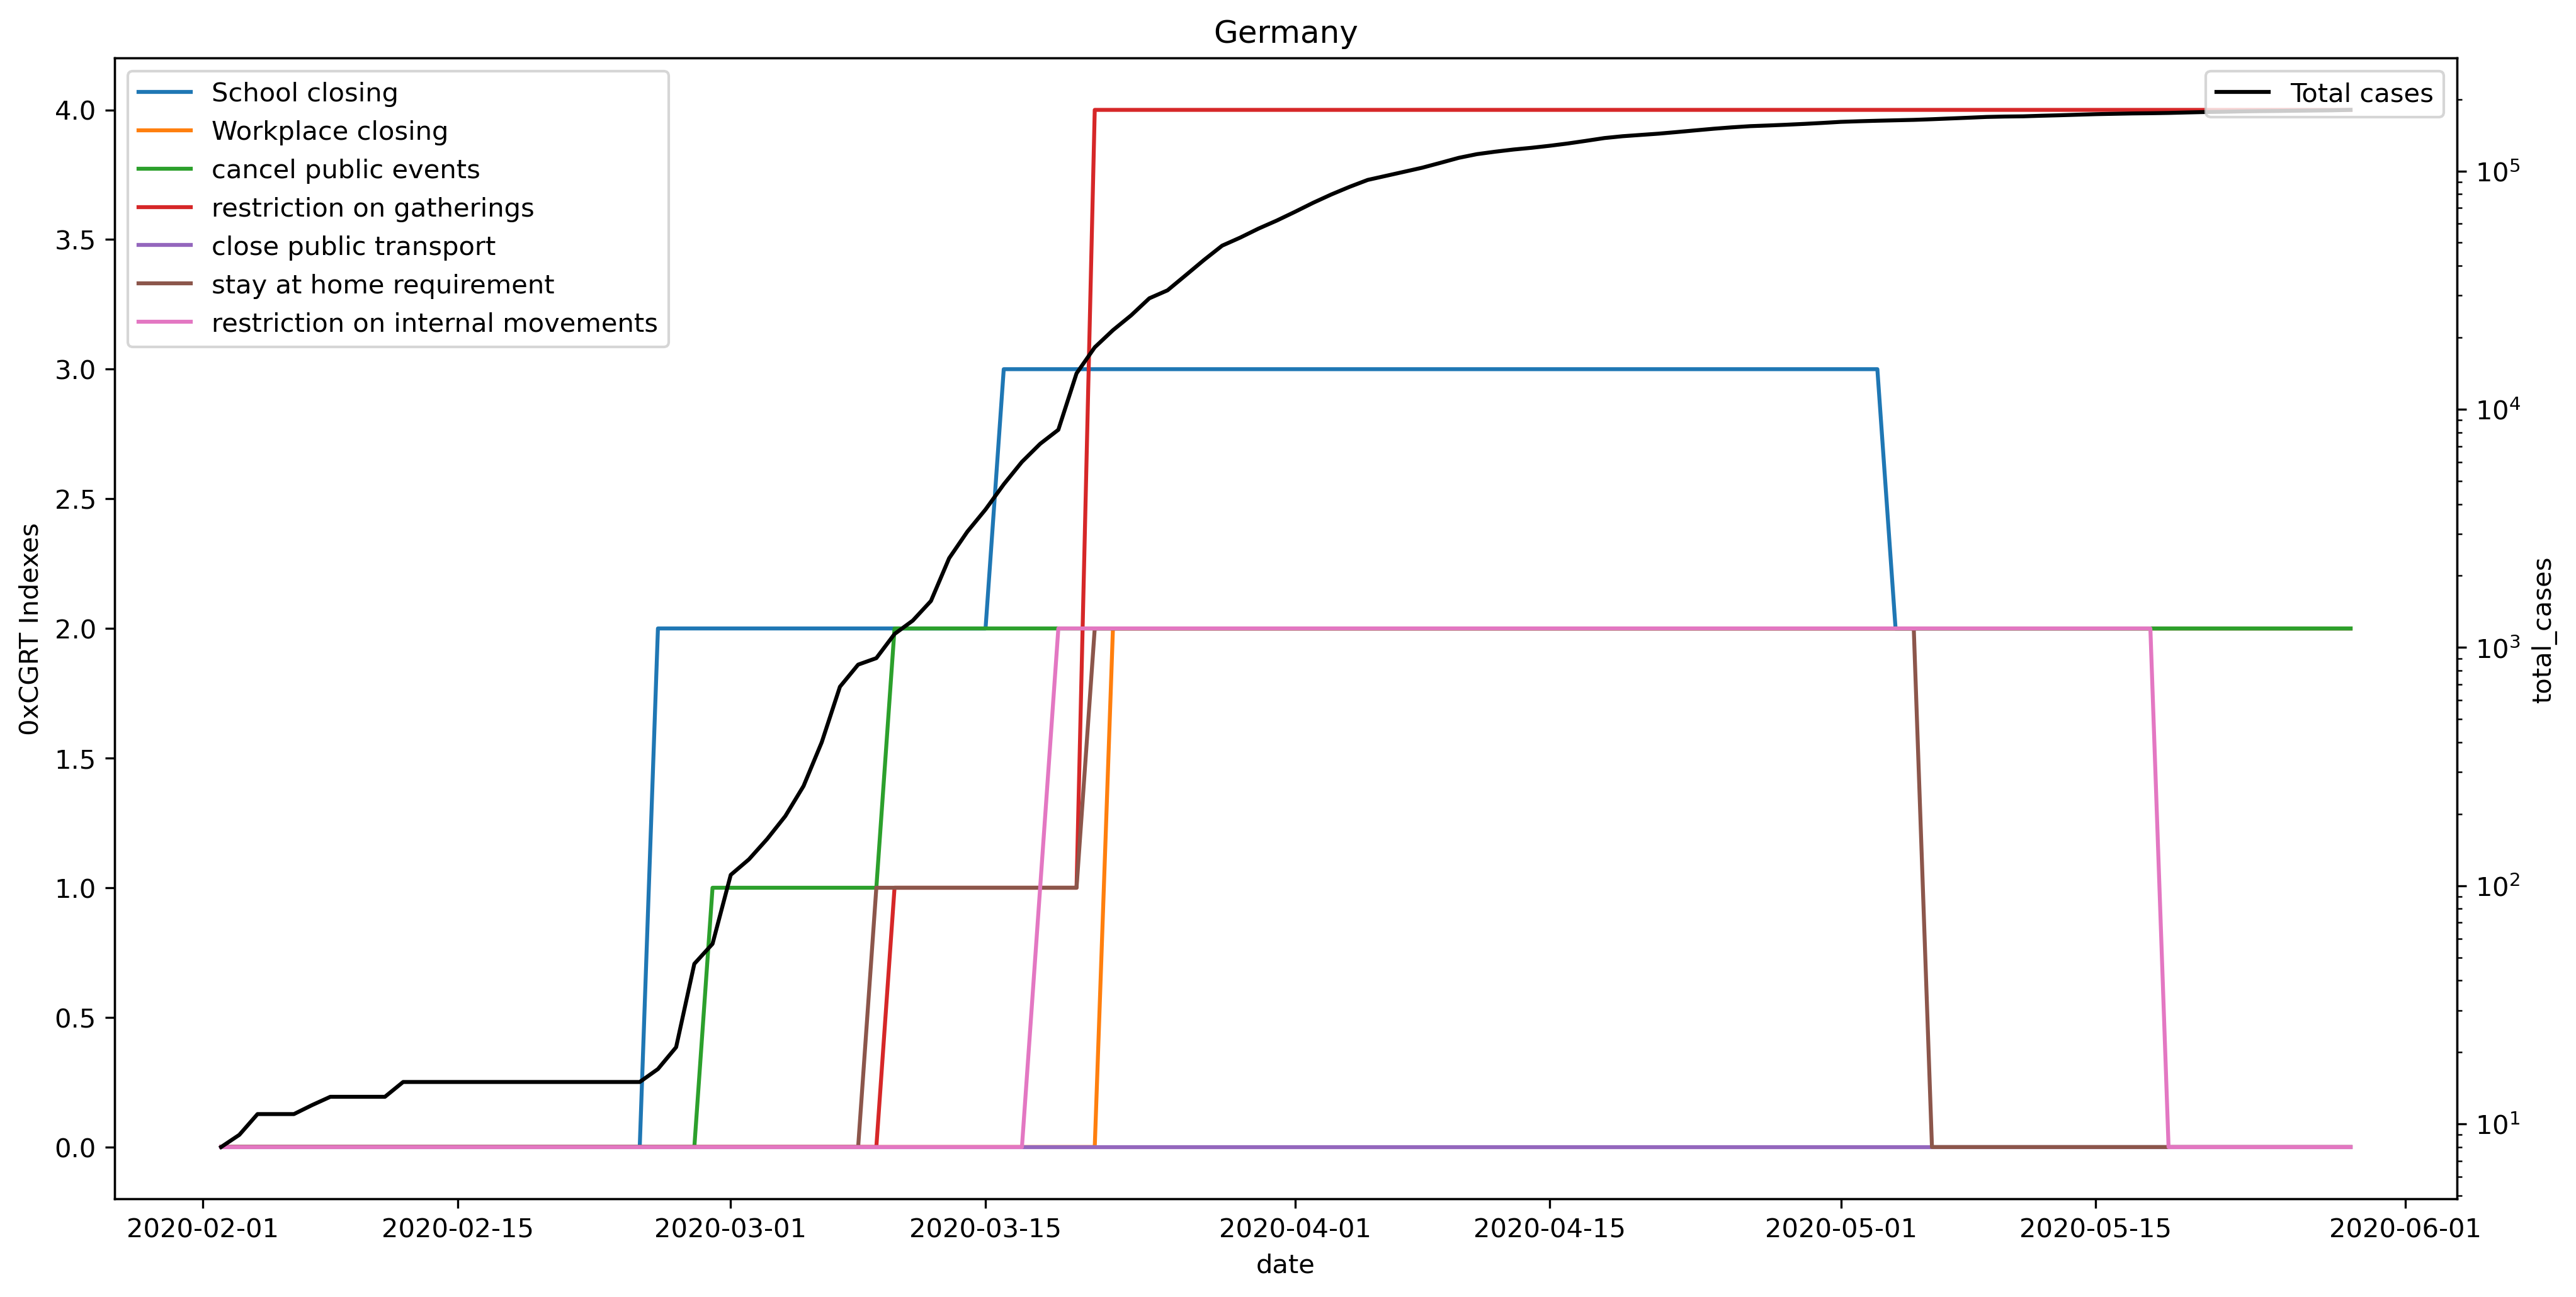 Germany
School closing
Workplace closing
cancel public events
restriction on gatherings
close public transport
stay at home requirement
restriction on internal movements
Total cases
4.0
3.5
3.0
2.5
2.0
1.5
1.0
0.5
0.0
0xCGRT Indexes
10^5
10^4
10^3
10^2
10^1
total_cases
2020-02-01 2020-02-15 2020-03-01 2020-03-15 2020-04-01 2020-04-15 2020-05-01 2020-05-15 2020-06-01
date